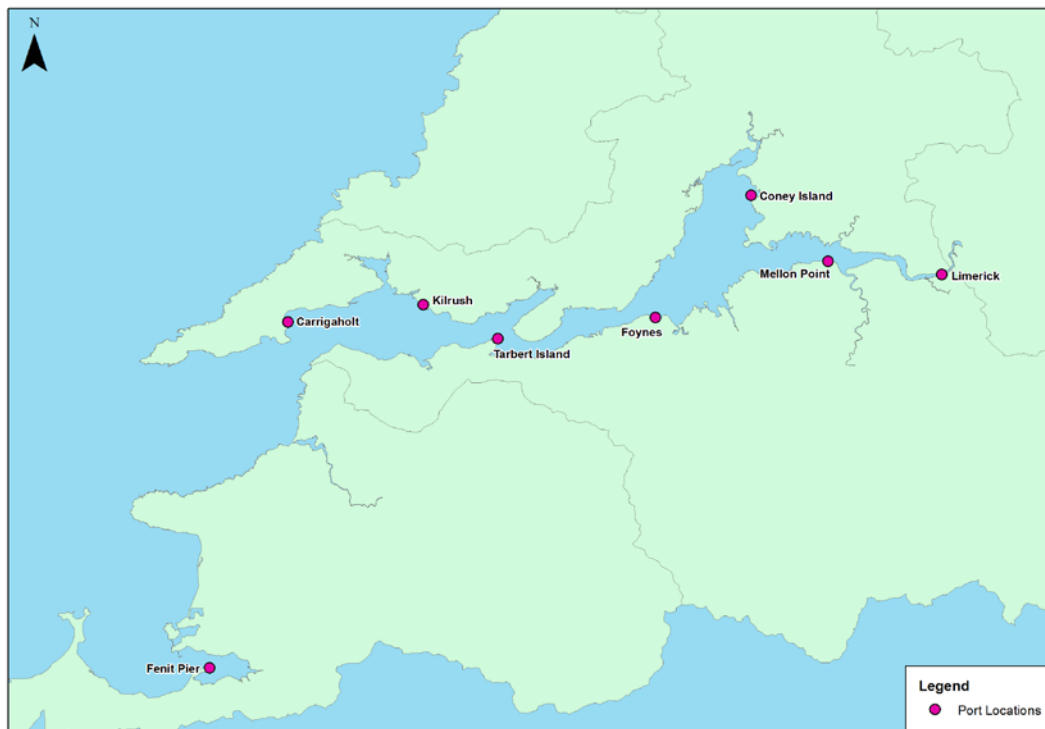 N
Coney Island
Mellon Point
Limerick
Kilrush
Carrigaholt
Foynes
Tarbert Island
Fenit Pier
Legend
Port Locations